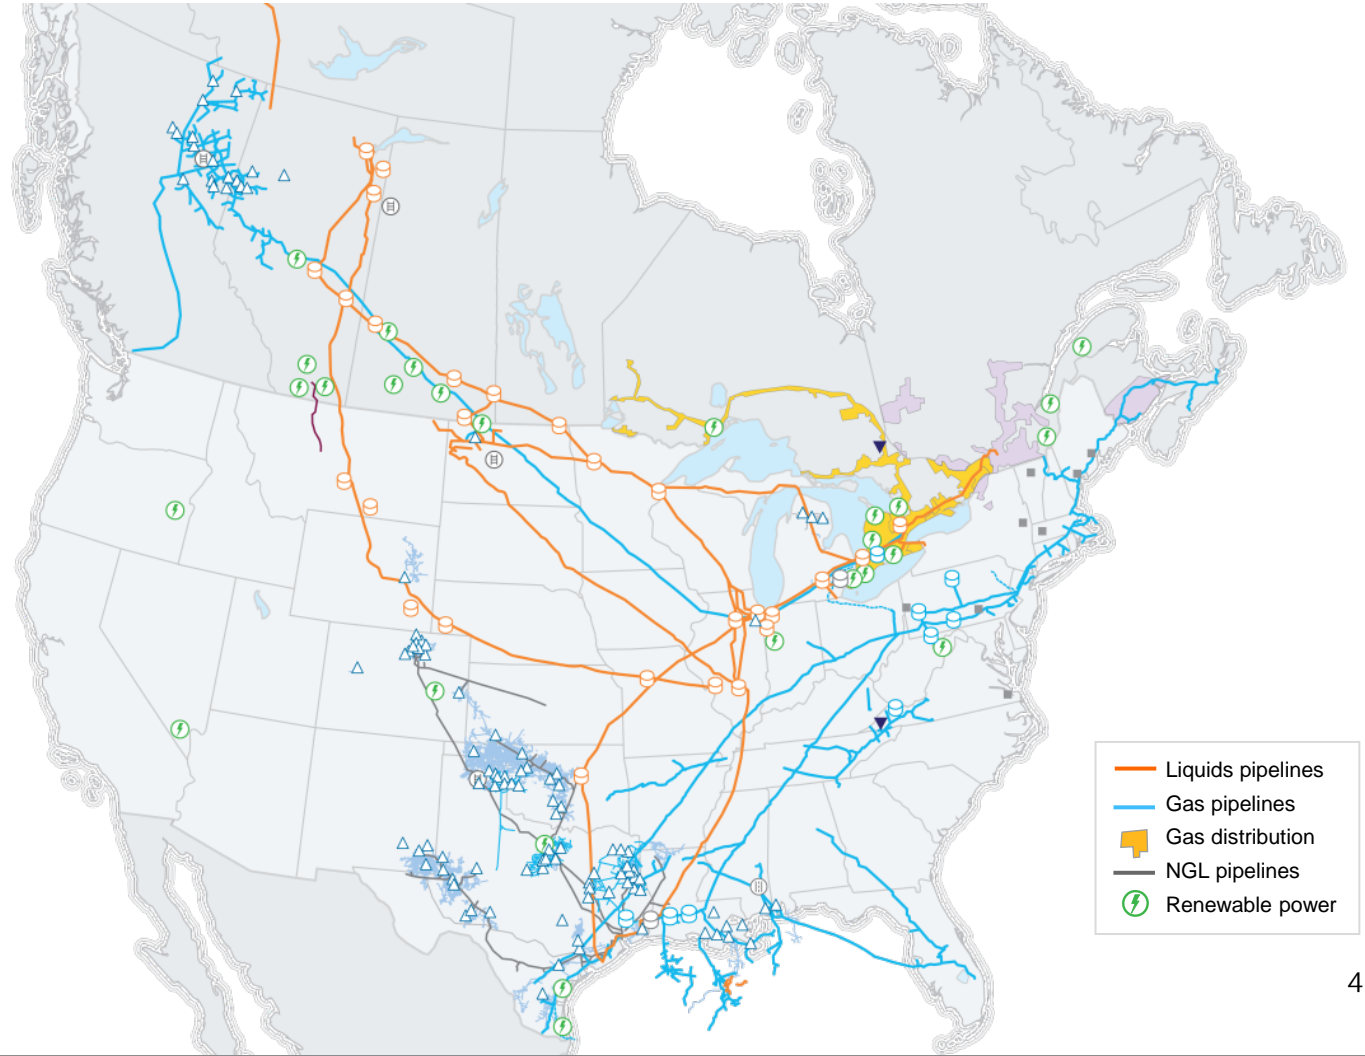 Liquids pipelines
Gas pipelines
Gas distribution
NGL pipelines
Renewable power
4